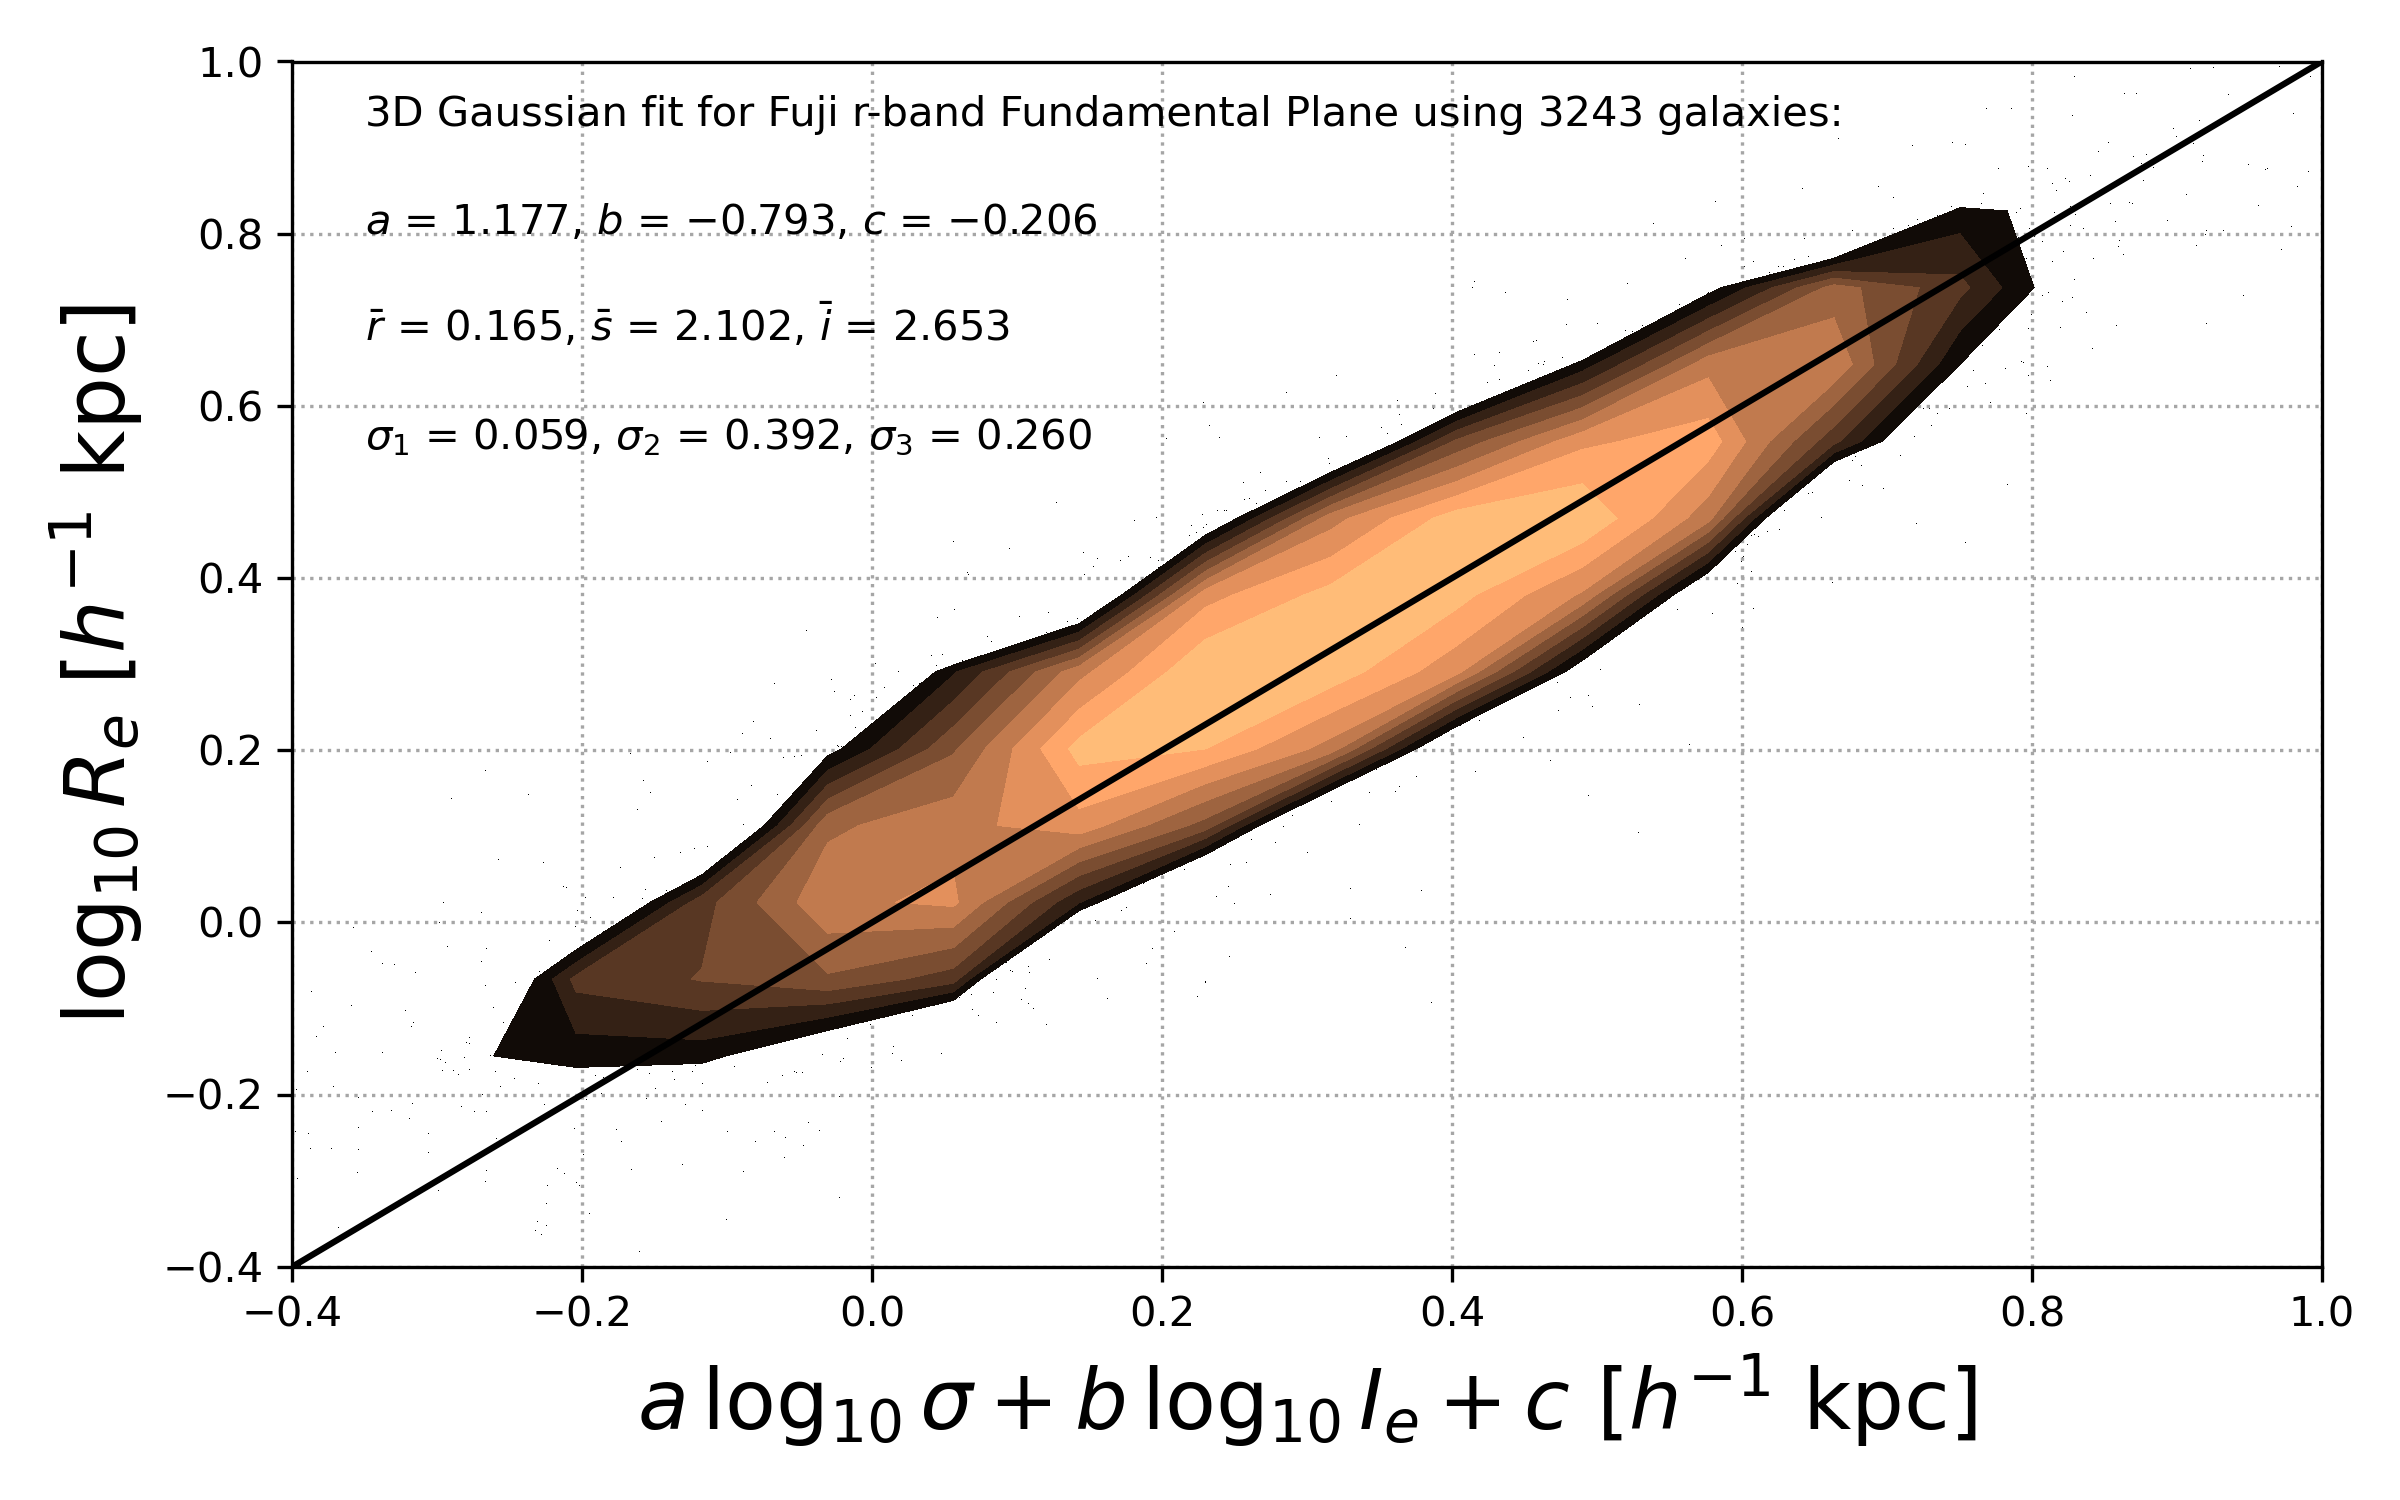 3D Gaussian fit for Fuji r-band Fundamental Plane using 3243 galaxies:
a = 1.177, b = −0.793, c = −0.206
r̄ = 0.165, s̄ = 2.102, ī = 2.653
σ₁ = 0.059, σ₂ = 0.392, σ₃ = 0.260
log₁₀ Rₑ [h⁻¹ kpc]
1.0
0.8
0.6
0.4
0.2
0.0
−0.2
−0.4
−0.4 −0.2 0.0 0.2 0.4 0.6 0.8 1.0
a log₁₀ σ + b log₁₀ Iₑ + c [h⁻¹ kpc]